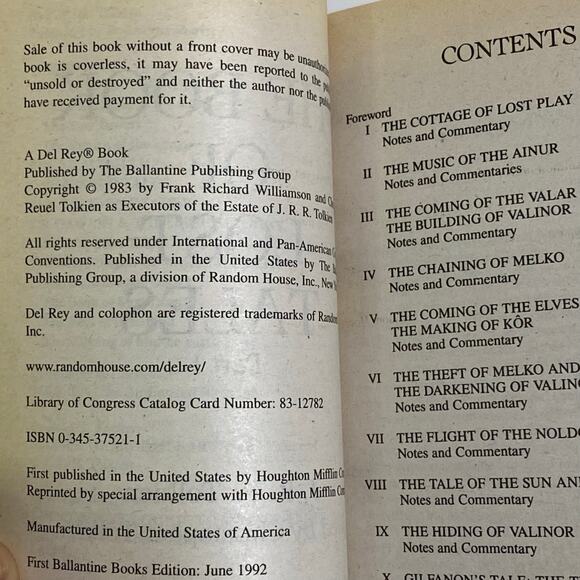 Sale of this book without a front cover may be unauthorized
book is coverless, it may have been reported to the
"unsold or destroyed" and neither the author nor the
have received payment for it.
A Del Rey® Book
Published by The Ballantine Publishing Group
Copyright © 1983 by Frank Richard Williamson and
Reuel Tolkien as Executors of the Estate of J. R. R. Tolkien
All rights reserved under International and Pan-American
Conventions. Published in the United States by The
Publishing Group, a division of Random House, Inc., New
Del Rey and colophon are registered trademarks of Random
Inc.
www.randomhouse.com/delrey/
Library of Congress Catalog Card Number: 83-12782
ISBN 0-345-37521-1
First published in the United States by Houghton Mifflin
Reprinted by special arrangement with Houghton Mifflin
Manufactured in the United States of America
First Ballantine Books Edition: June 1992
CONTENTS
Foreword
I THE COTTAGE OF LOST PLAY
Notes and Commentary
II THE MUSIC OF THE AINUR
Notes and Commentaries
III THE COMING OF THE VALAR
THE BUILDING OF VALINOR
Notes and Commentary
IV THE CHAINING OF MELKO
Notes and Commentary
V THE COMING OF THE ELVES
THE MAKING OF KÔR
Notes and Commentary
VI THE THEFT OF MELKO AND
THE DARKENING OF VALINO
Notes and Commentary
VII THE FLIGHT OF THE NOLDO
VIII THE TALE OF THE SUN AN
Notes and Commentary
IX THE HIDING OF VALINOR
Notes and Commentary
X GILFANON'S TALE: THE T